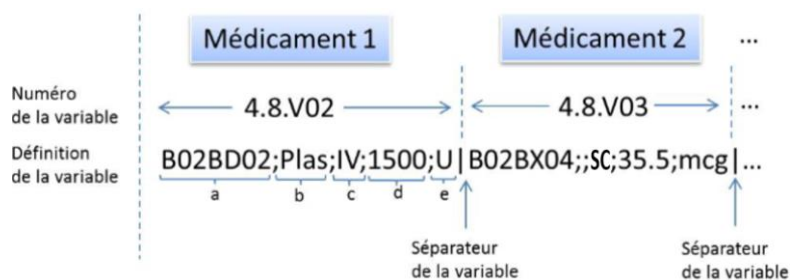 Médicament 1 Médicament 2 ...
Numéro
de la variable
4.8.V02 4.8.V03 ...
Définition
de la variable
B02BD02;Plas;IV;1500;U|B02BX04;;SC;35.5;mcg|...
a b c d e
Séparateur Séparateur
de la variable de la variable